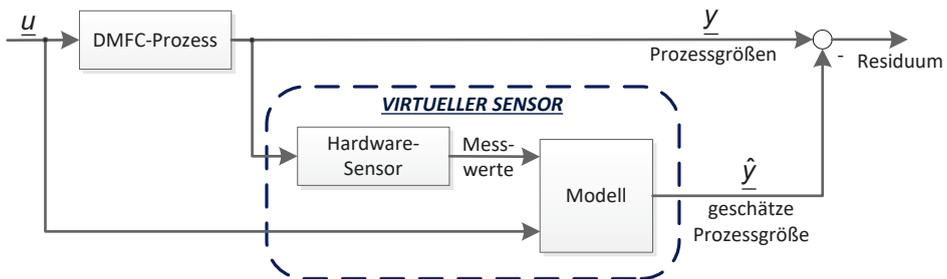 u
DMFC-Prozess
y
Prozessgrößen
-
Residuum
VIRTUELLER SENSOR
Hardware-
Sensor
Mess-
werte
Modell
ŷ
geschätze
Prozessgröße